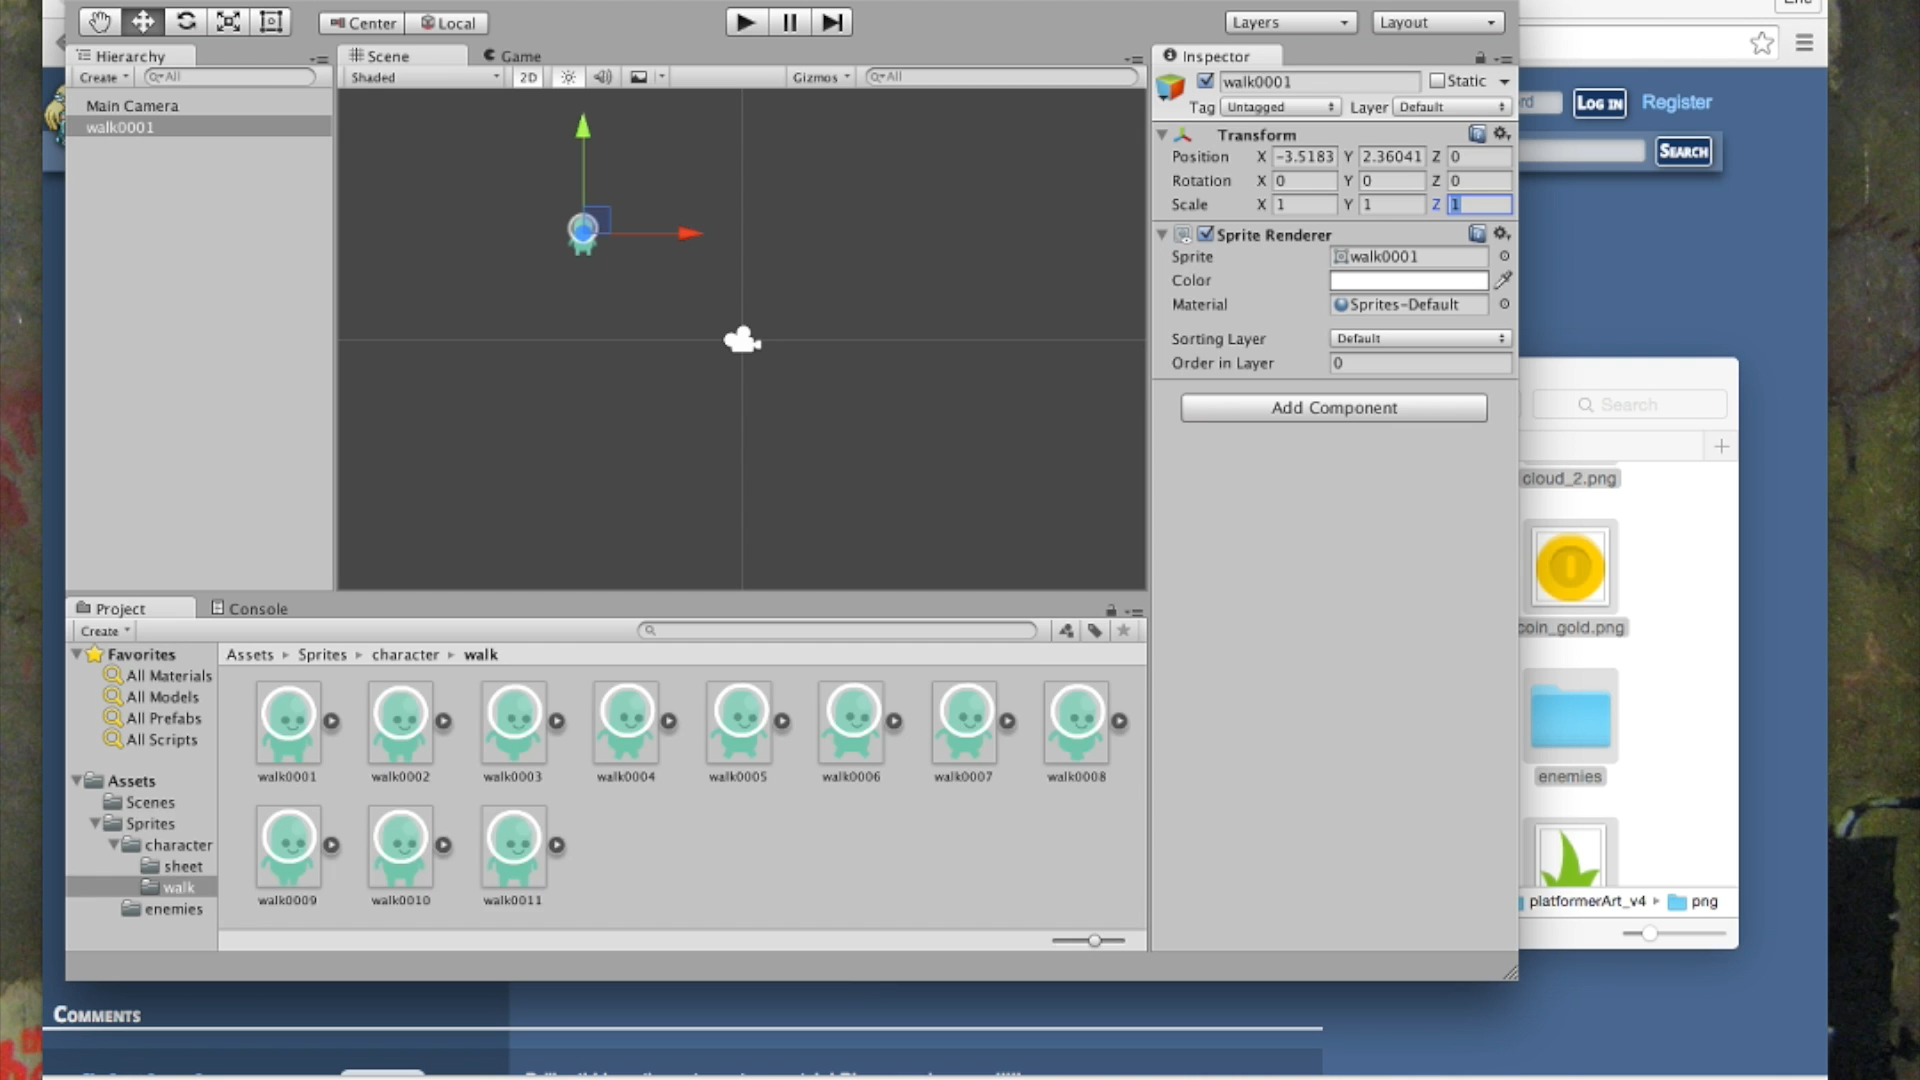 Center
Local
Layers
Layout
Hierarchy
Scene
Game
Inspector
Create
All
Shaded
2D
Gizmos
All
walk0001
Static
Main Camera
walk0001
Tag
Untagged
Layer
Default
Log in
Register
Transform
Position X -3.5183 Y 2.36041 Z 0
Search
Rotation X 0 Y 0 Z 0
Scale X 1 Y 1 Z 1
Sprite Renderer
Sprite
walk0001
Color
Material
Sprites-Default
Sorting Layer
Default
Order in Layer
0
Add Component
Search
cloud_2.png
coin_gold.png
enemies
platformerArt_v4
png
Project
Console
Create
Favorites
All Materials
All Models
All Prefabs
All Scripts
Assets
Scenes
Sprites
character
sheet
walk
enemies
Assets ▸ Sprites ▸ character ▸ walk
walk0001
walk0002
walk0003
walk0004
walk0005
walk0006
walk0007
walk0008
walk0009
walk0010
walk0011
Comments